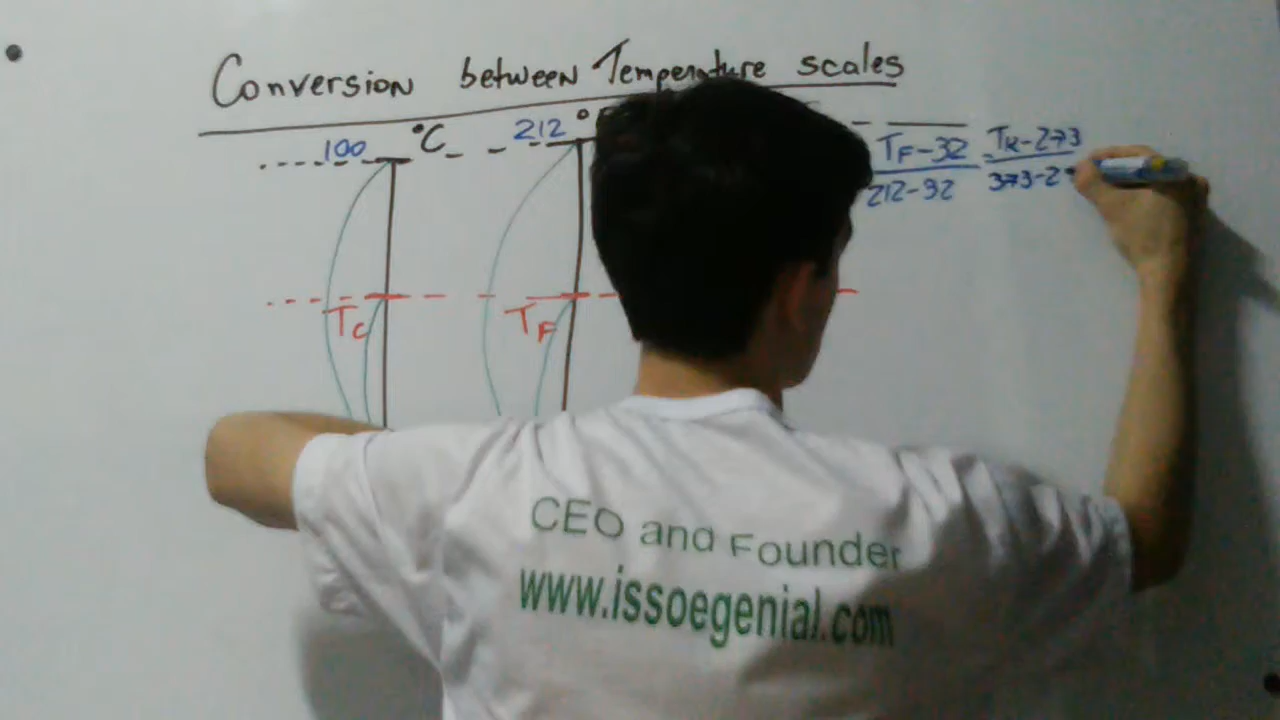 Conversion between Temperature scales
100 °C 212 °
TF-32 = TK-273
212-32 373-2
TC TF
CEO and Founder
www.issoegenial.com